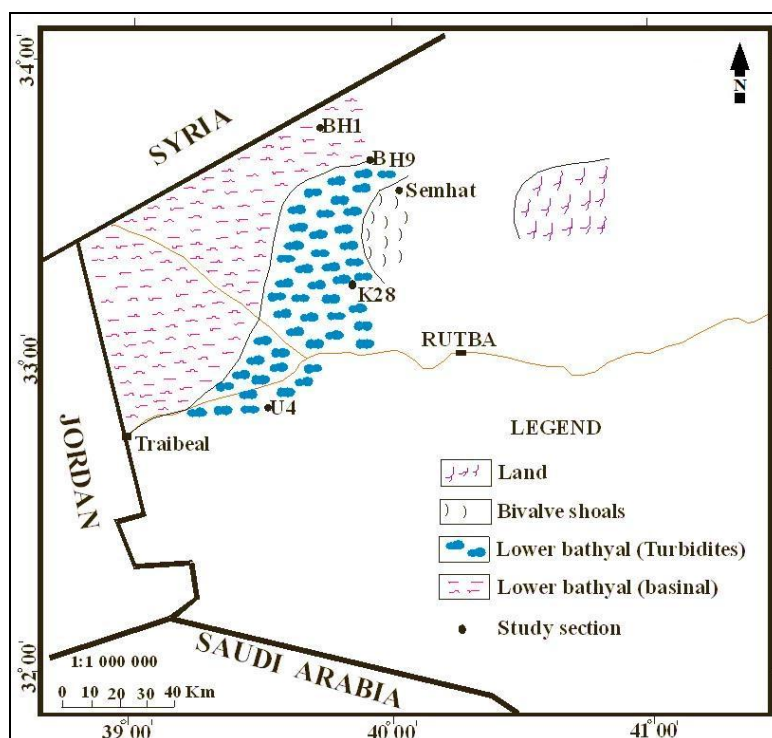 34°00'
33°00'
32°00'
N
SYRIA
BH1
BH9
Semhat
K28
RUTBA
U4
Traibeal
JORDAN
SAUDI ARABIA
LEGEND
Land
Bivalve shoals
Lower bathyal (Turbidites)
Lower bathyal (basinal)
Study section
1:1 000 000
0 10 20 30 40 Km
39°00' 40°00' 41°00'